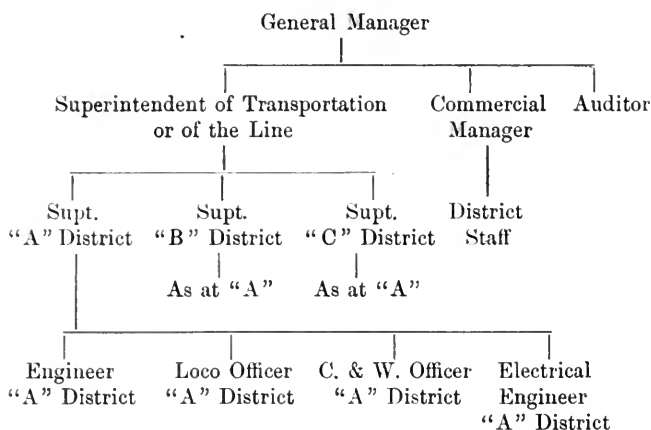 General Manager
Superintendent of Transportation
or of the Line
Commercial
Manager
Auditor
Supt.
“A” District
Supt.
“B” District
Supt.
“C” District
District
Staff
As at “A”
As at “A”
Engineer
“A” District
Loco Officer
“A” District
C. & W. Officer
“A” District
Electrical
Engineer
“A” District